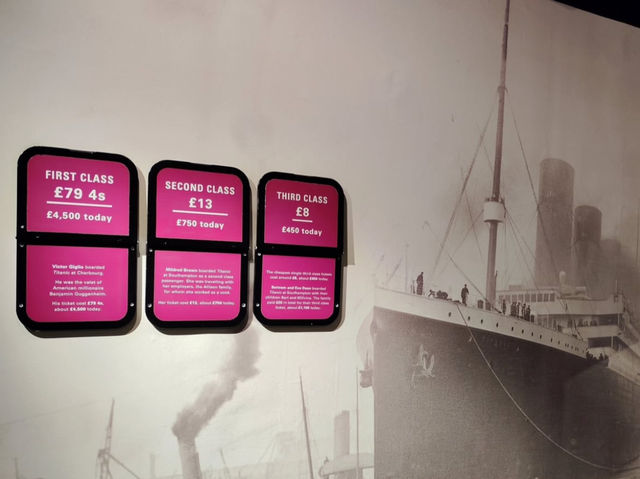 FIRST CLASS
£79 4s
£4,500 today
Victor Giglio boarded
Titanic at Cherbourg.
He was the valet of
American millionaire
Benjamin Guggenheim.
His ticket cost £79 4s,
about £4,500 today.
SECOND CLASS
£13
£750 today
Mildred Brown boarded Titanic
at Southampton as a second class
passenger. She was travelling with
her employers, the Allison family,
for whom she worked as a cook.
Her ticket cost £13, about £750 today.
THIRD CLASS
£8
£450 today
The cheapest single third class tickets
cost around £8, about £450 today.
Bertram and Eva Dean boarded
Titanic at Southampton with their
children Bert and Millvina. The family
paid for their third class
ticket, about today.